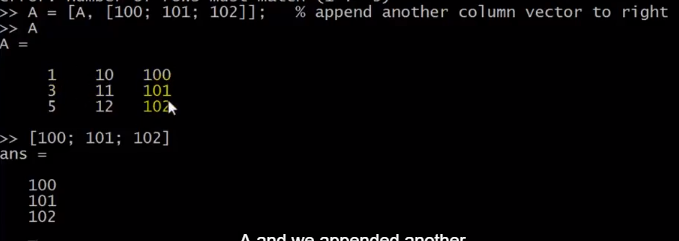 >> A = [A, [100; 101; 102]];   % append another column vector to right
>> A
A =
1 10 100
3 11 101
5 12 102
>> [100; 101; 102]
ans =
100
101
102
A and we appended another